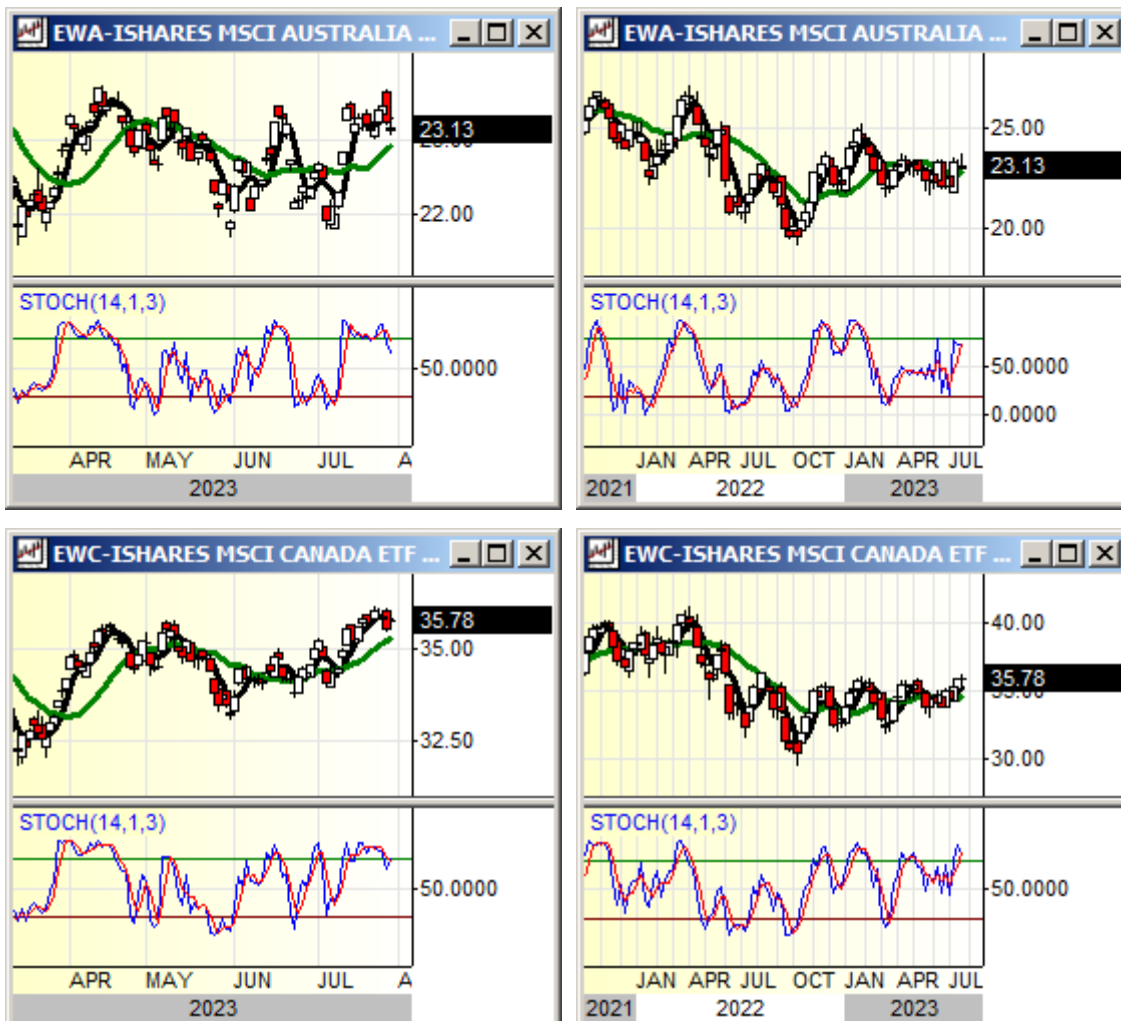 EWA-ISHARES MSCI AUSTRALIA ...
23.13
22.00
STOCH(14,1,3)
50.0000
APR MAY JUN JUL A
2023
EWA-ISHARES MSCI AUSTRALIA ...
25.00
23.13
20.00
STOCH(14,1,3)
50.0000
0.0000
JAN APR JUL OCT JAN APR JUL
2021 2022 2023
EWC-ISHARES MSCI CANADA ETF ...
35.78
35.00
32.50
STOCH(14,1,3)
50.0000
APR MAY JUN JUL A
2023
EWC-ISHARES MSCI CANADA ETF ...
40.00
35.78
30.00
STOCH(14,1,3)
50.0000
JAN APR JUL OCT JAN APR JUL
2021 2022 2023